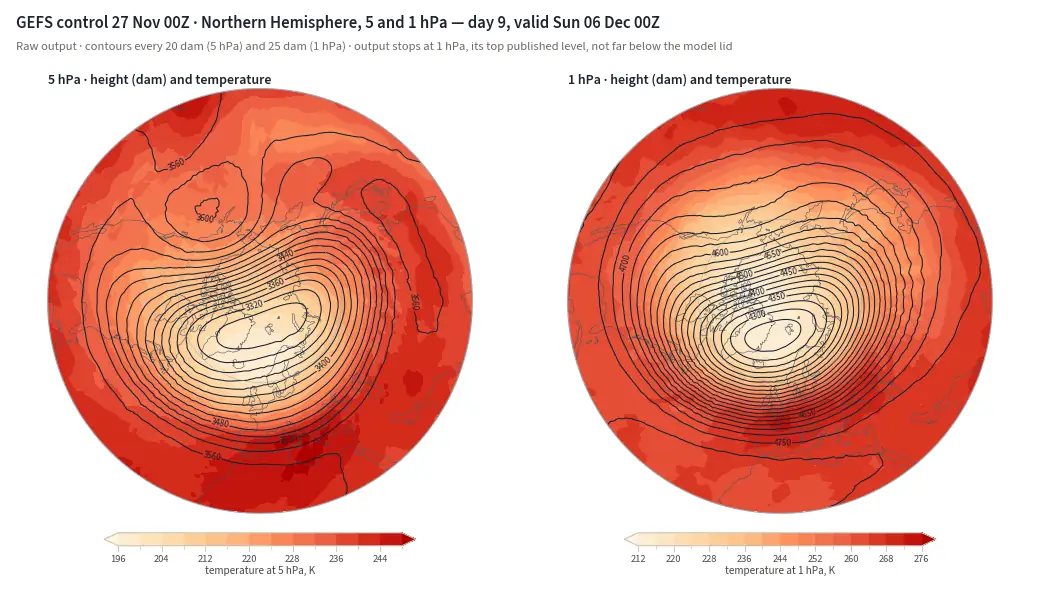 GEFS control 27 Nov 00Z · Northern Hemisphere, 5 and 1 hPa — day 9, valid Sun 06 Dec 00Z
Raw output · contours every 20 dam (5 hPa) and 25 dam (1 hPa) · output stops at 1 hPa, its top published level, not far below the model lid
5 hPa · height (dam) and temperature
3560
3600
3440
3360
3320
3400
3480
3560
196 204 212 220 228 236 244
temperature at 5 hPa, K
1 hPa · height (dam) and temperature
4700
4600
4550
4500
4450
4400
4350
4300
4650
4750
212 220 228 236 244 252 260 268 276
temperature at 1 hPa, K